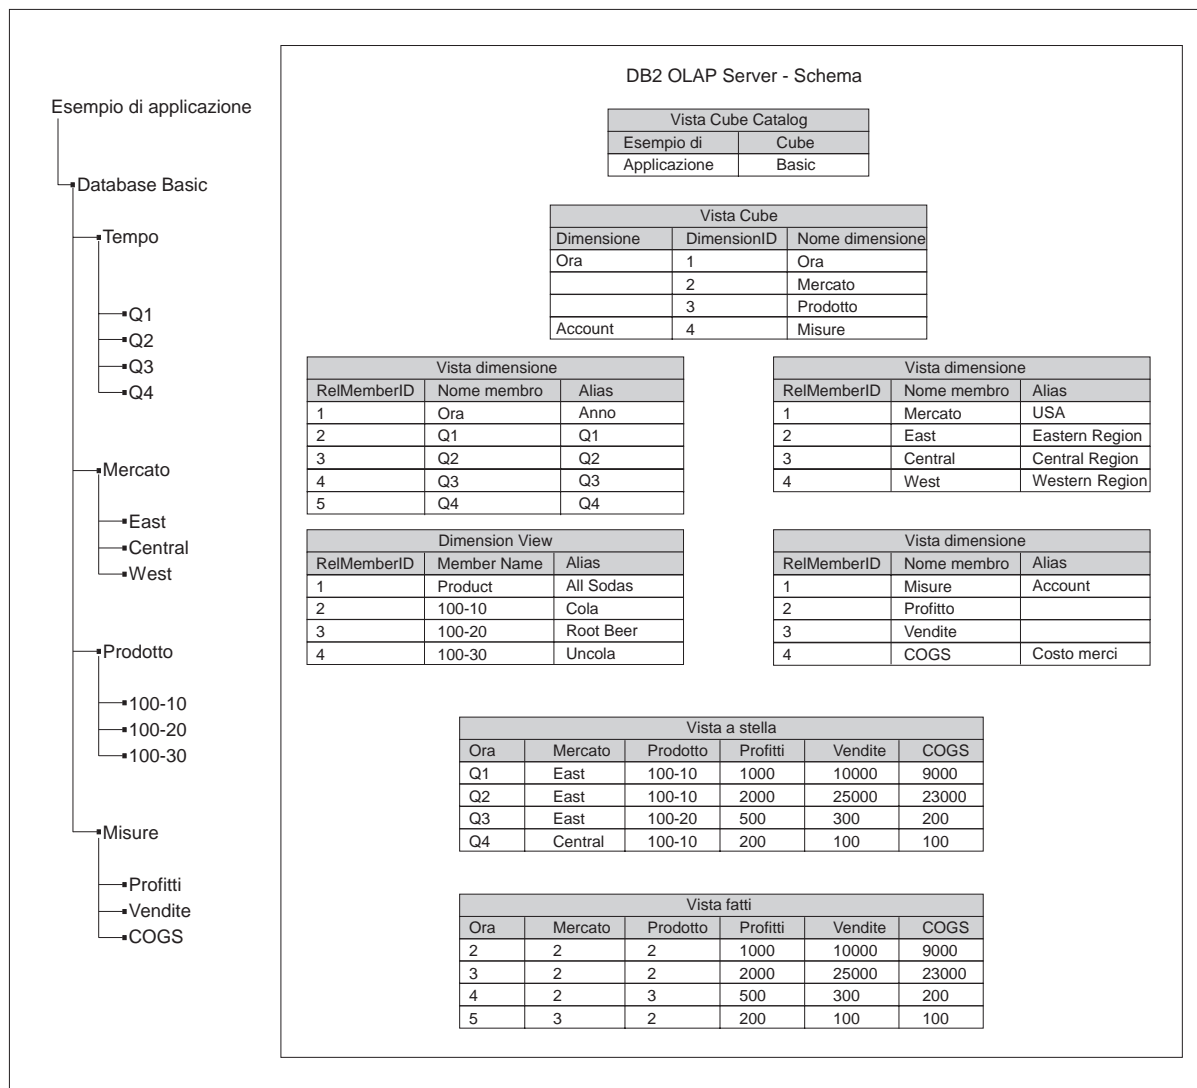 Esempio di applicazione
Database Basic
Tempo
Q1
Q2
Q3
Q4
Mercato
East
Central
West
Prodotto
100-10
100-20
100-30
Misure
Profitti
Vendite
COGS
DB2 OLAP Server - Schema
Vista Cube Catalog
Esempio di Cube
Applicazione Basic
Vista Cube
Dimensione DimensionID Nome dimensione
Ora 1 Ora
2 Mercato
3 Prodotto
Account 4 Misure
Vista dimensione
RelMemberID Nome membro Alias
1 Ora Anno
2 Q1 Q1
3 Q2 Q2
4 Q3 Q3
5 Q4 Q4
Vista dimensione
RelMemberID Nome membro Alias
1 Mercato USA
2 East Eastern Region
3 Central Central Region
4 West Western Region
Dimension View
RelMemberID Member Name Alias
1 Product All Sodas
2 100-10 Cola
3 100-20 Root Beer
4 100-30 Uncola
Vista dimensione
RelMemberID Nome membro Alias
1 Misure Account
2 Profitto
3 Vendite
4 COGS Costo merci
Vista a stella
Ora Mercato Prodotto Profitti Vendite COGS
Q1 East 100-10 1000 10000 9000
Q2 East 100-10 2000 25000 23000
Q3 East 100-20 500 300 200
Q4 Central 100-10 200 100 100
Vista fatti
Ora Mercato Prodotto Profitti Vendite COGS
2 2 2 1000 10000 9000
3 2 2 2000 25000 23000
4 2 3 500 300 200
5 3 2 200 100 100